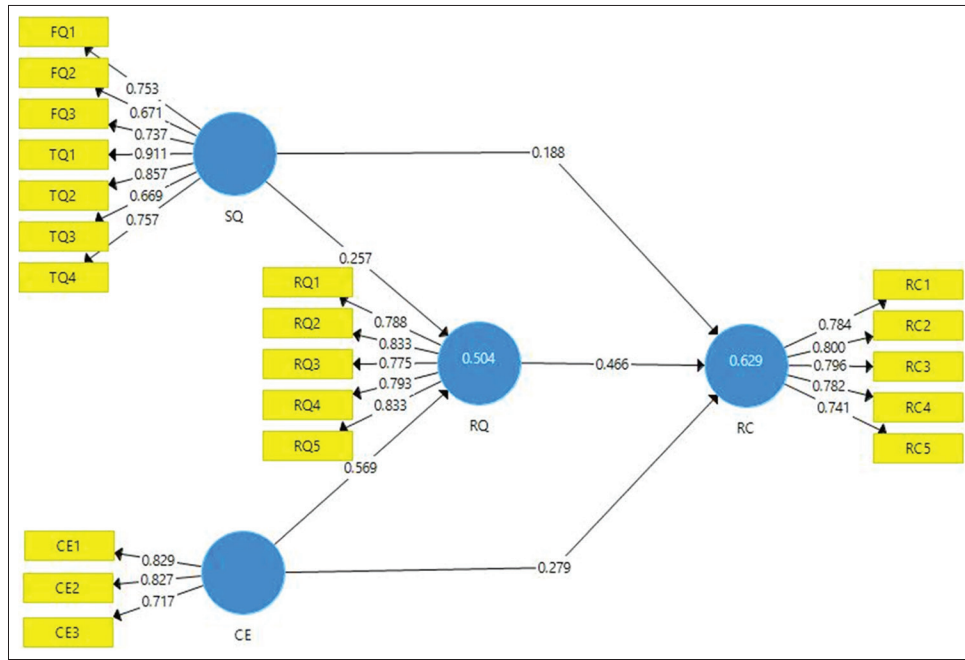 FQ1
FQ2
FQ3
TQ1
TQ2
TQ3
TQ4
0.753
0.671
0.737
0.911
0.857
0.669
0.757
SQ
0.188
0.257
RQ1
RQ2
RQ3
RQ4
RQ5
0.788
0.833
0.775
0.793
0.833
0.504
RQ
0.466
0.629
RC
0.784
0.800
0.796
0.782
0.741
RC1
RC2
RC3
RC4
RC5
0.569
CE1
CE2
CE3
0.829
0.827
0.717
CE
0.279